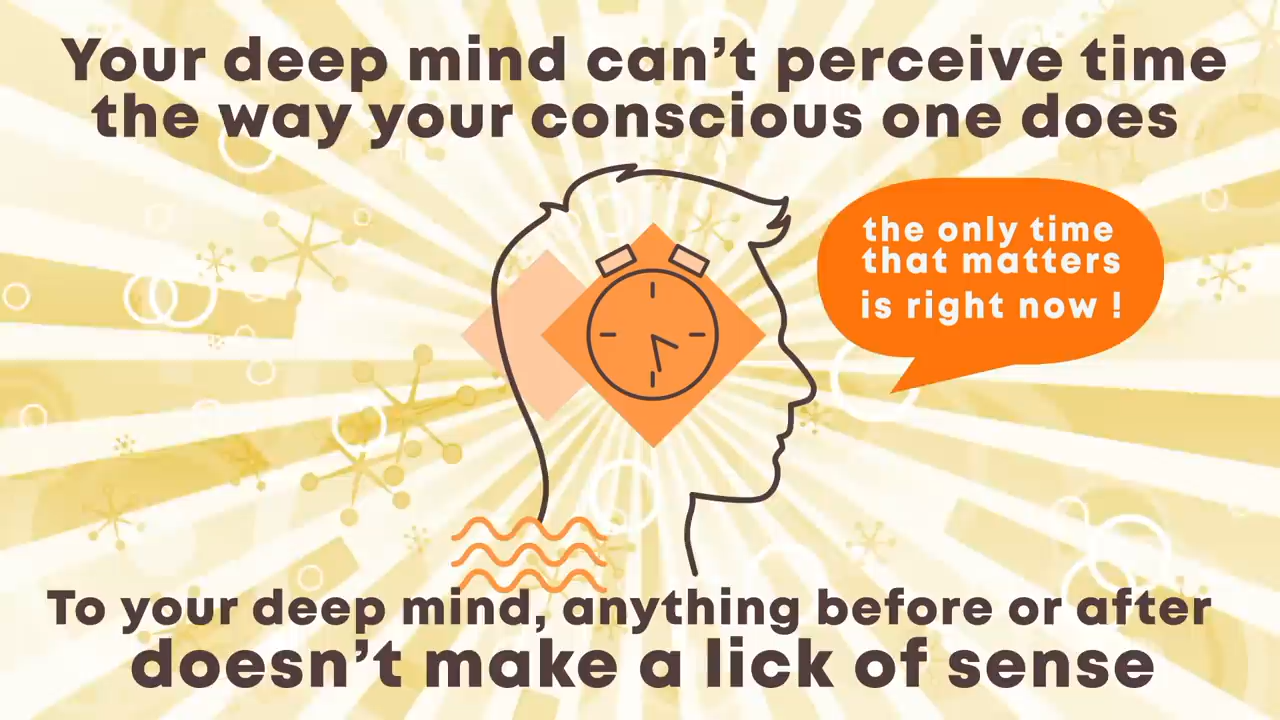 Your deep mind can’t perceive time
the way your conscious one does
the only time
that matters
is right now !
To your deep mind, anything before or after
doesn’t make a lick of sense